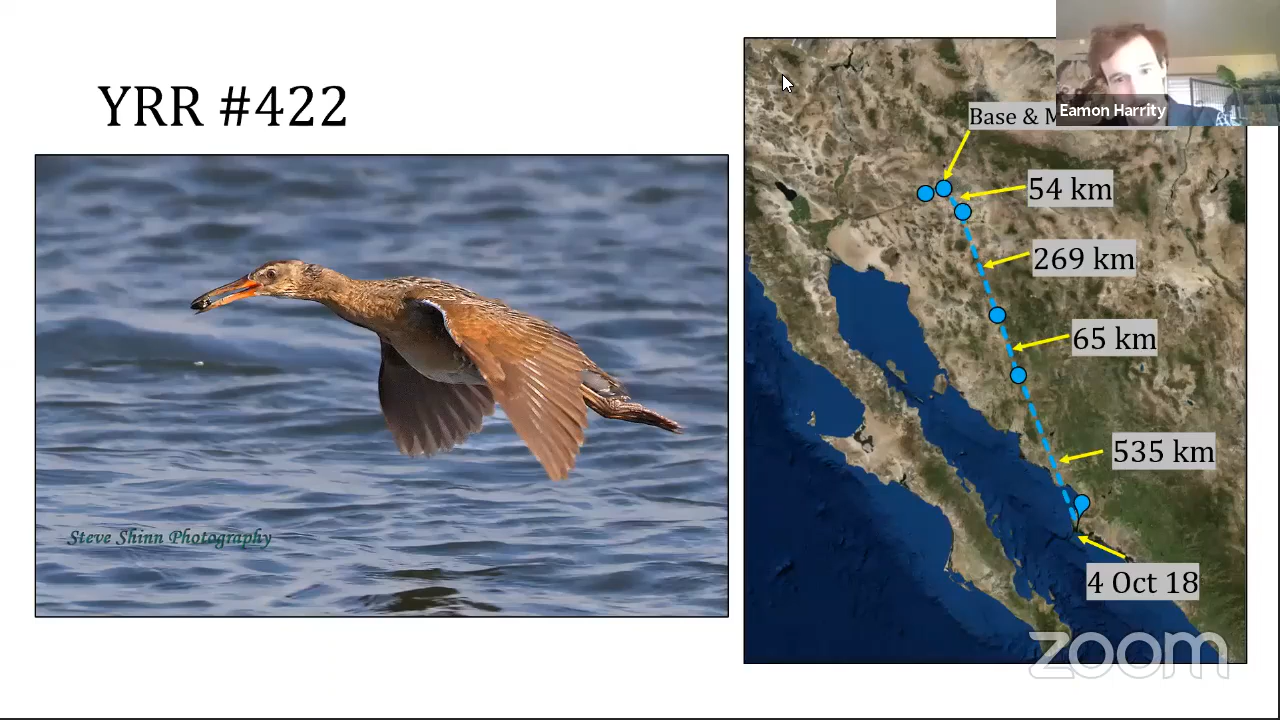 YRR #422
Eamon Harrity
Base & M
54 km
269 km
65 km
535 km
4 Oct 18
Steve Shinn Photography
zoom